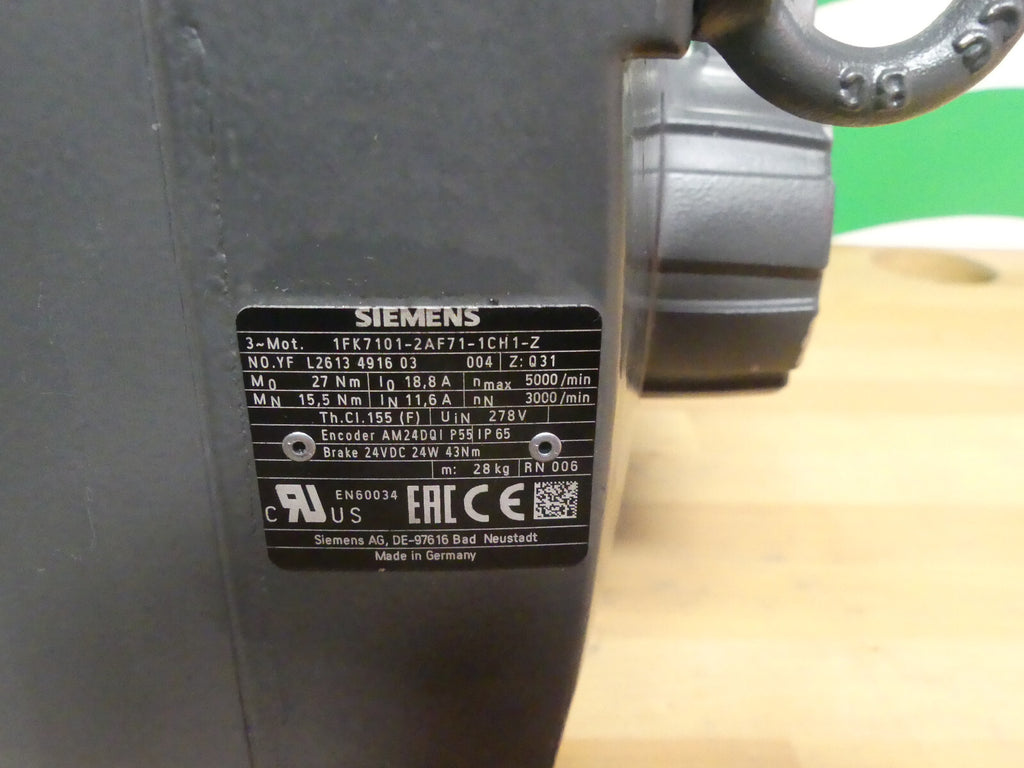 SIEMENS
3~Mot. 1FK7101-2AF71-1CH1-Z
NO.YF L2613 4916 03 004 Z: Q31
M0 27 Nm I0 18,8 A nmax 5000 /min
MN 15,5 Nm IN 11,6 A nN 3000 /min
Th.Cl.155 (F) UIN 278V
Encoder AM24DQI P55 IP 65
Brake 24VDC 24W 43Nm
m: 28 kg RN 006
C RU US EN60034 EAC CE
Siemens AG, DE-97616 Bad Neustadt
Made in Germany